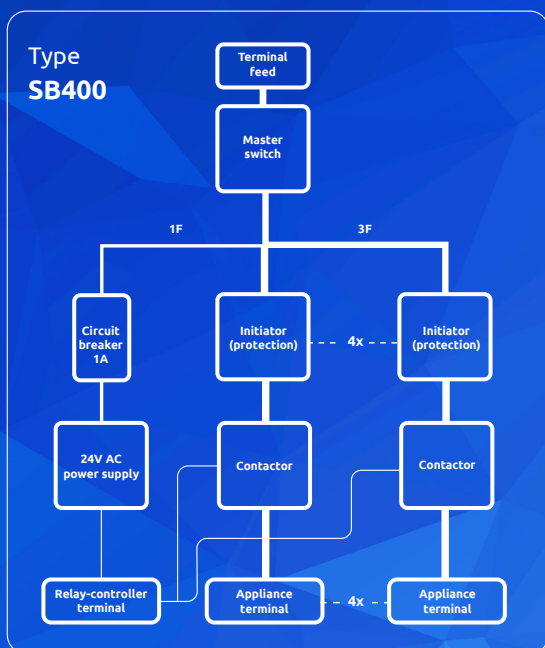 Type
SB400
Terminal
feed
Master
switch
1F
3F
Circuit
breaker
1A
Initiator
(protection)
4x
Initiator
(protection)
24V AC
power supply
Contactor
Contactor
Relay-controller
terminal
Appliance
terminal
4x
Appliance
terminal